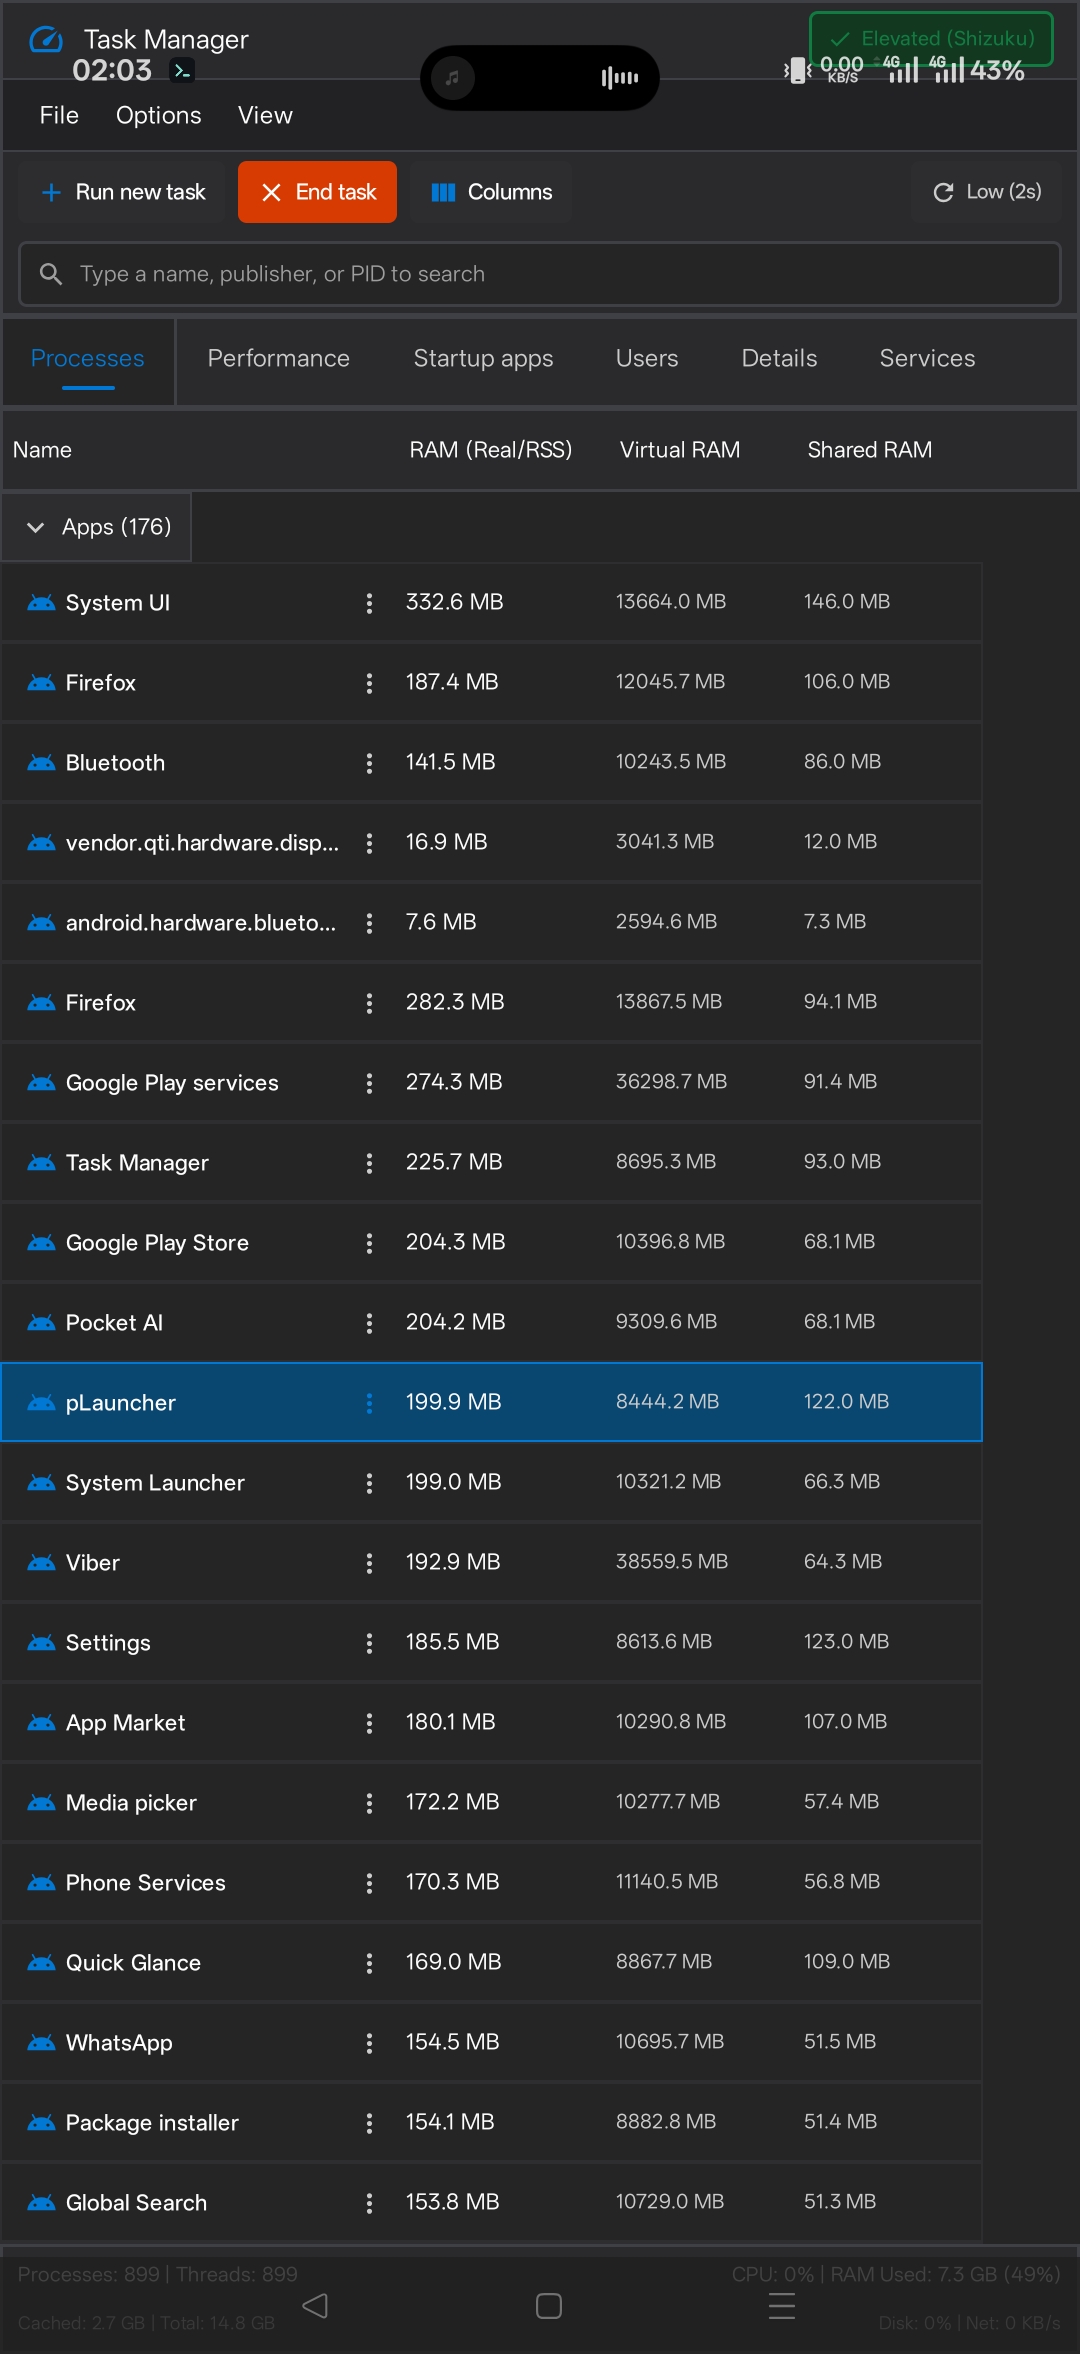 Task Manager
Elevated (Shizuku)
02:03
0.00 KB/S 4G 4G 43%
File Options View
Run new task End task Columns Low (2s)
Type a name, publisher, or PID to search
Processes Performance Startup apps Users Details Services
Name RAM (Real/RSS) Virtual RAM Shared RAM
Apps (176)
System UI 332.6 MB 13664.0 MB 146.0 MB
Firefox 187.4 MB 12045.7 MB 106.0 MB
Bluetooth 141.5 MB 10243.5 MB 86.0 MB
vendor.qti.hardware.disp... 16.9 MB 3041.3 MB 12.0 MB
android.hardware.blueto... 7.6 MB 2594.6 MB 7.3 MB
Firefox 282.3 MB 13867.5 MB 94.1 MB
Google Play services 274.3 MB 36298.7 MB 91.4 MB
Task Manager 225.7 MB 8695.3 MB 93.0 MB
Google Play Store 204.3 MB 10396.8 MB 68.1 MB
Pocket AI 204.2 MB 9309.6 MB 68.1 MB
pLauncher 199.9 MB 8444.2 MB 122.0 MB
System Launcher 199.0 MB 10321.2 MB 66.3 MB
Viber 192.9 MB 38559.5 MB 64.3 MB
Settings 185.5 MB 8613.6 MB 123.0 MB
App Market 180.1 MB 10290.8 MB 107.0 MB
Media picker 172.2 MB 10277.7 MB 57.4 MB
Phone Services 170.3 MB 11140.5 MB 56.8 MB
Quick Glance 169.0 MB 8867.7 MB 109.0 MB
WhatsApp 154.5 MB 10695.7 MB 51.5 MB
Package installer 154.1 MB 8882.8 MB 51.4 MB
Global Search 153.8 MB 10729.0 MB 51.3 MB
Processes: 899 | Threads: 899 CPU: 0% | RAM Used: 7.3 GB (49%)
Cached: 2.7 GB | Total: 14.8 GB Disk: 0% | Net: 0 KB/s